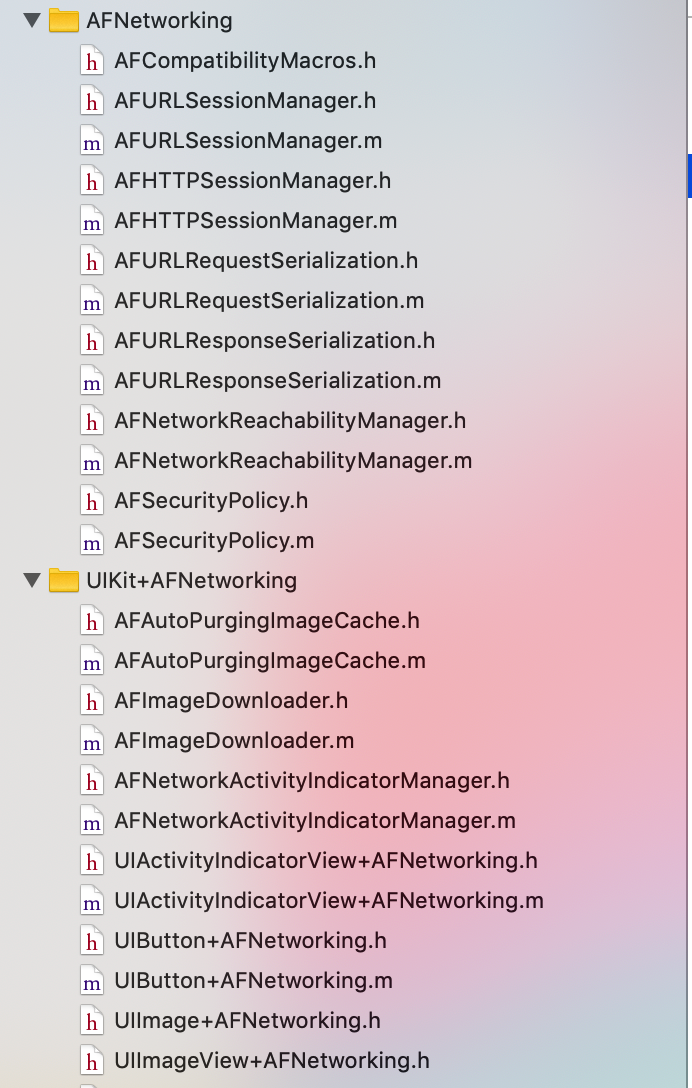 AFNetworking
h AFCompatibilityMacros.h
h AFURLSessionManager.h
m AFURLSessionManager.m
h AFHTTPSessionManager.h
m AFHTTPSessionManager.m
h AFURLRequestSerialization.h
m AFURLRequestSerialization.m
h AFURLResponseSerialization.h
m AFURLResponseSerialization.m
h AFNetworkReachabilityManager.h
m AFNetworkReachabilityManager.m
h AFSecurityPolicy.h
m AFSecurityPolicy.m
UIKit+AFNetworking
h AFAutoPurgingImageCache.h
m AFAutoPurgingImageCache.m
h AFImageDownloader.h
m AFImageDownloader.m
h AFNetworkActivityIndicatorManager.h
m AFNetworkActivityIndicatorManager.m
h UIActivityIndicatorView+AFNetworking.h
m UIActivityIndicatorView+AFNetworking.m
h UIButton+AFNetworking.h
m UIButton+AFNetworking.m
h UIImage+AFNetworking.h
h UIImageView+AFNetworking.h